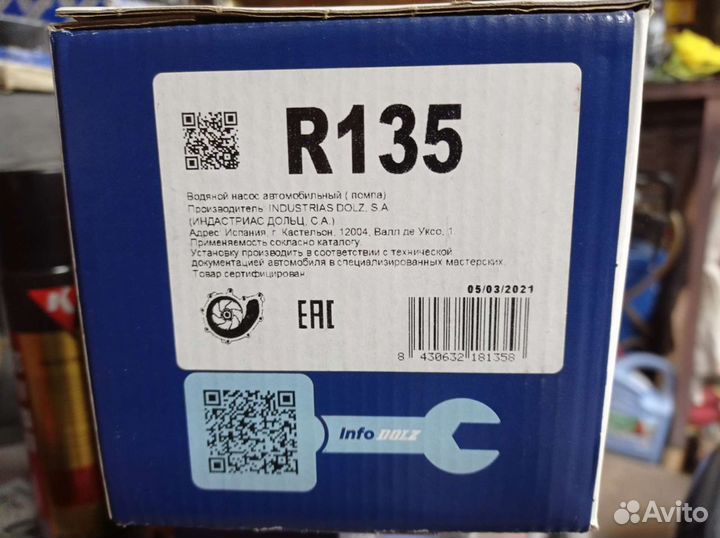 R135
Водяной насос автомобильный ( помпа)
Производитель: INDUSTRIAS DOLZ, S.A.
(ИНДАСТРИАС ДОЛЬЦ, С.А.)
Адрес: Испания, г. Кастельон, 12004, Валл де Уксо, 1.
Применяемость согласно каталогу.
Установку производить в соответствии с технической
документацией автомобиля в специализированных мастерских.
Товар сертифицирован
05/03/2021
EAC
8 430632 181358
Info DOLZ
K
Avito